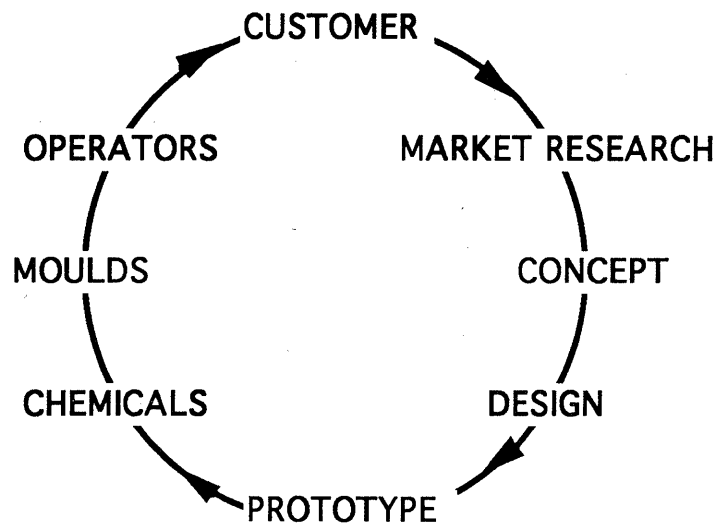 CUSTOMER
MARKET RESEARCH
CONCEPT
DESIGN
PROTOTYPE
CHEMICALS
MOULDS
OPERATORS